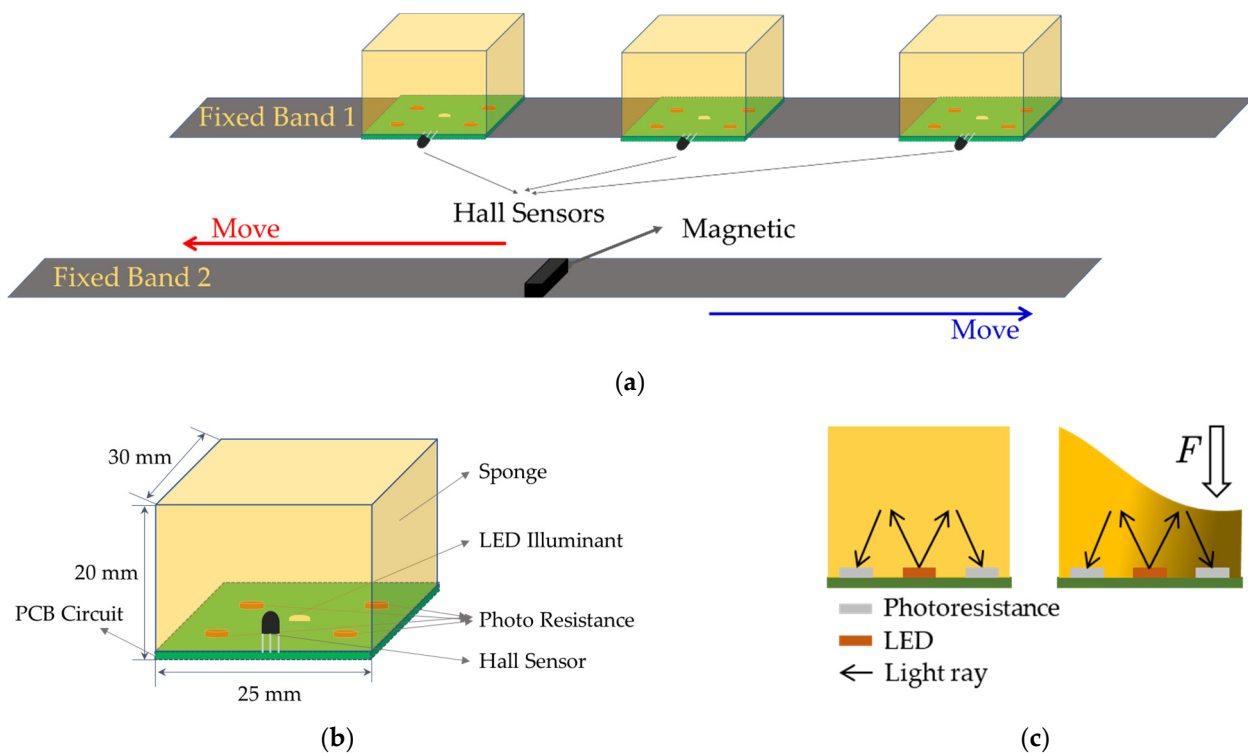 Fixed Band 1
Hall Sensors
Move
Magnetic
Fixed Band 2
Move
(a)
30 mm
Sponge
LED Illuminant
20 mm
PCB Circuit
Photo Resistance
Hall Sensor
25 mm
(b)
F
Photoresistance
LED
Light ray
(c)